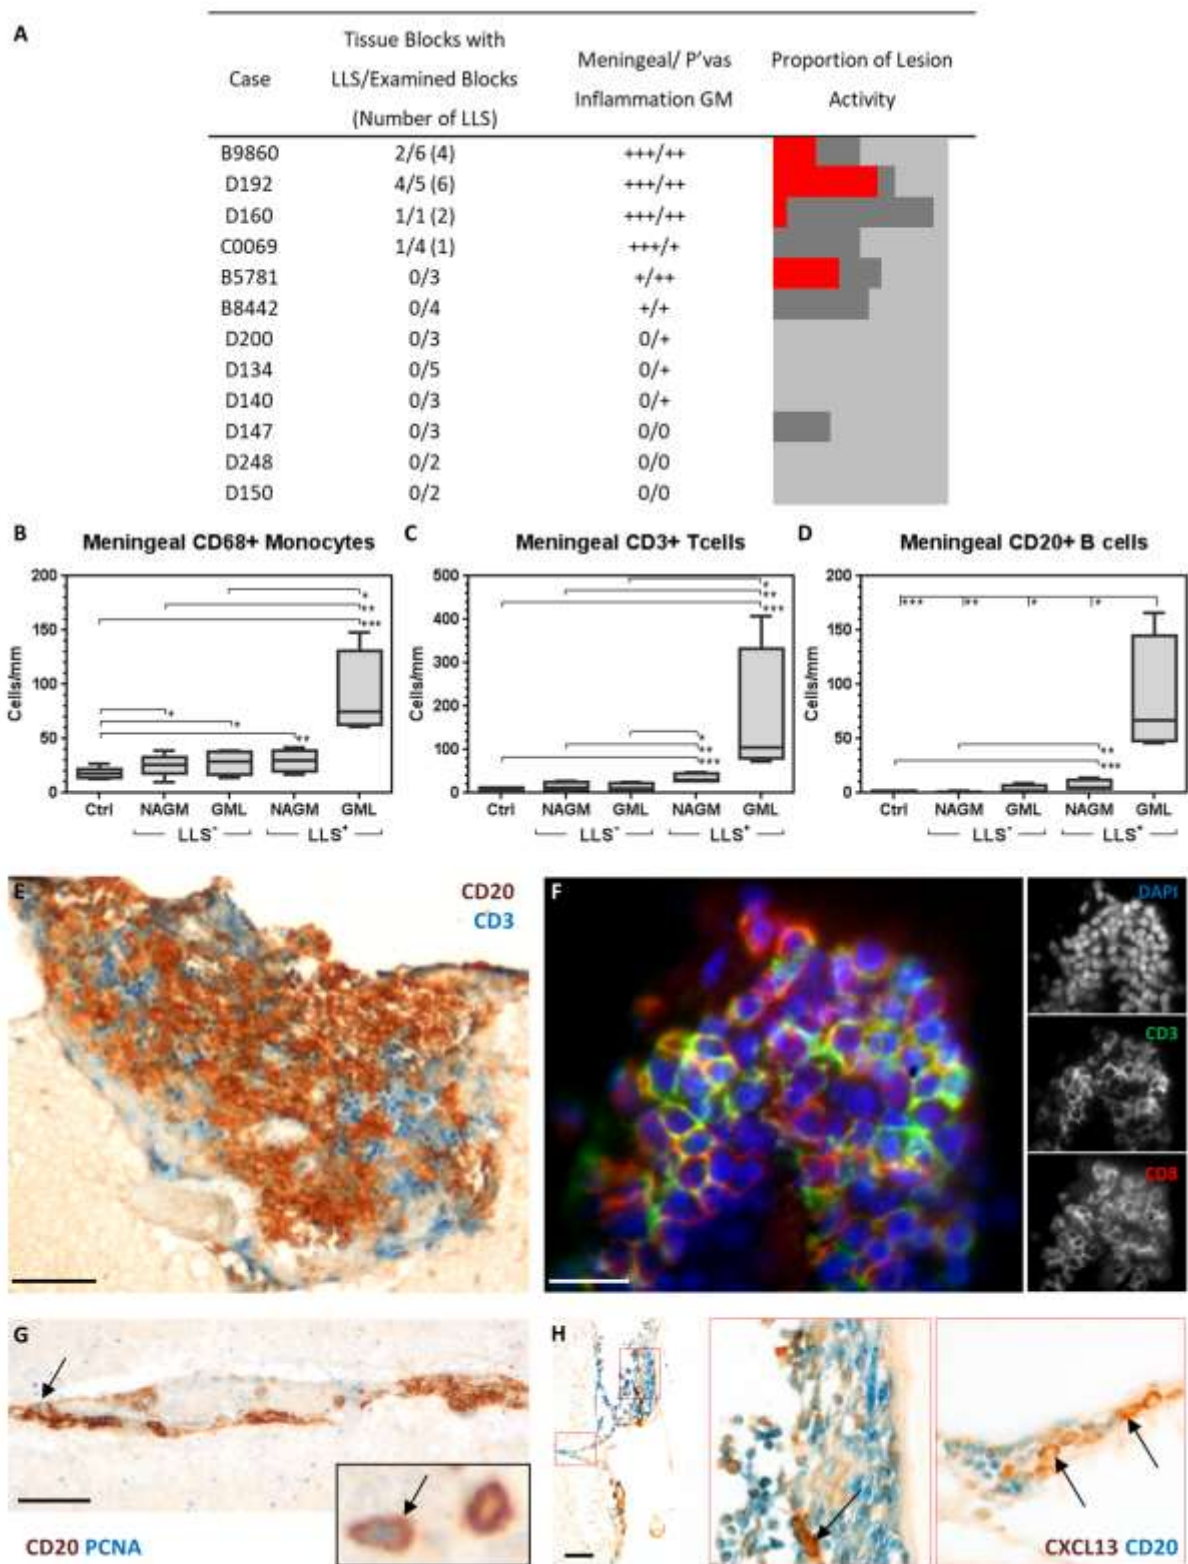 A
Case
Tissue Blocks with
LLS/Examined Blocks
(Number of LLS)
Meningeal/ P'vas
Inflammation GM
Proportion of Lesion
Activity
B9860 2/6 (4) +++/++
D192 4/5 (6) +++/++
D160 1/1 (2) +++/++
C0069 1/4 (1) +++/+
B5781 0/3 +/++
B8442 0/4 +/+
D200 0/3 0/+
D134 0/5 0/+
D140 0/3 0/+
D147 0/3 0/0
D248 0/2 0/0
D150 0/2 0/0
B
Meningeal CD68+ Monocytes
Cells/mm
200
150
100
50
0
*
**
***
*
*
**
Ctrl NAGM GML NAGM GML
LLS⁻ LLS⁺
C
Meningeal CD3+ Tcells
Cells/mm
500
400
300
200
100
0
*
**
***
*
**
***
Ctrl NAGM GML NAGM GML
LLS⁻ LLS⁺
D
Meningeal CD20+ B cells
Cells/mm
200
150
100
50
0
*** ** * *
**
***
Ctrl NAGM GML NAGM GML
LLS⁻ LLS⁺
E
CD20
CD3
F
DAPI
CD3
CD8
G
CD20 PCNA
H
CXCL13 CD20